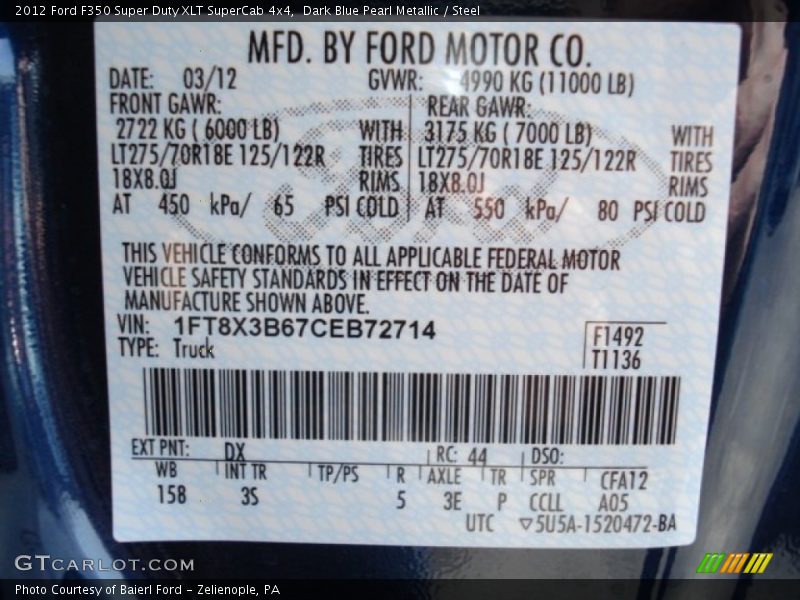 2012 Ford F350 Super Duty XLT SuperCab 4x4,  Dark Blue Pearl Metallic / Steel
MFD. BY FORD MOTOR CO.
DATE: 03/12 GVWR: 4990 KG (11000 LB)
FRONT GAWR: REAR GAWR:
2722 KG ( 6000 LB) WITH 3175 KG ( 7000 LB) WITH
LT275/70R18E 125/122R TIRES LT275/70R18E 125/122R TIRES
18X8.0J RIMS 18X8.0J RIMS
AT 450 kPa/ 65 PSI COLD AT 550 kPa/ 80 PSI COLD
THIS VEHICLE CONFORMS TO ALL APPLICABLE FEDERAL MOTOR
VEHICLE SAFETY STANDARDS IN EFFECT ON THE DATE OF
MANUFACTURE SHOWN ABOVE.
VIN: 1FT8X3B67CEB72714
F1492
TYPE: Truck
T1136
EXT PNT: DX RC: 44 DSO:
WB INT TR TP/PS R AXLE TR SPR CFA12
158 3S 5 3E P CCLL A05
UTC ▽5U5A-1520472-BA
Ford
GTCARLOT.COM
Photo Courtesy of Baierl Ford - Zelienople, PA